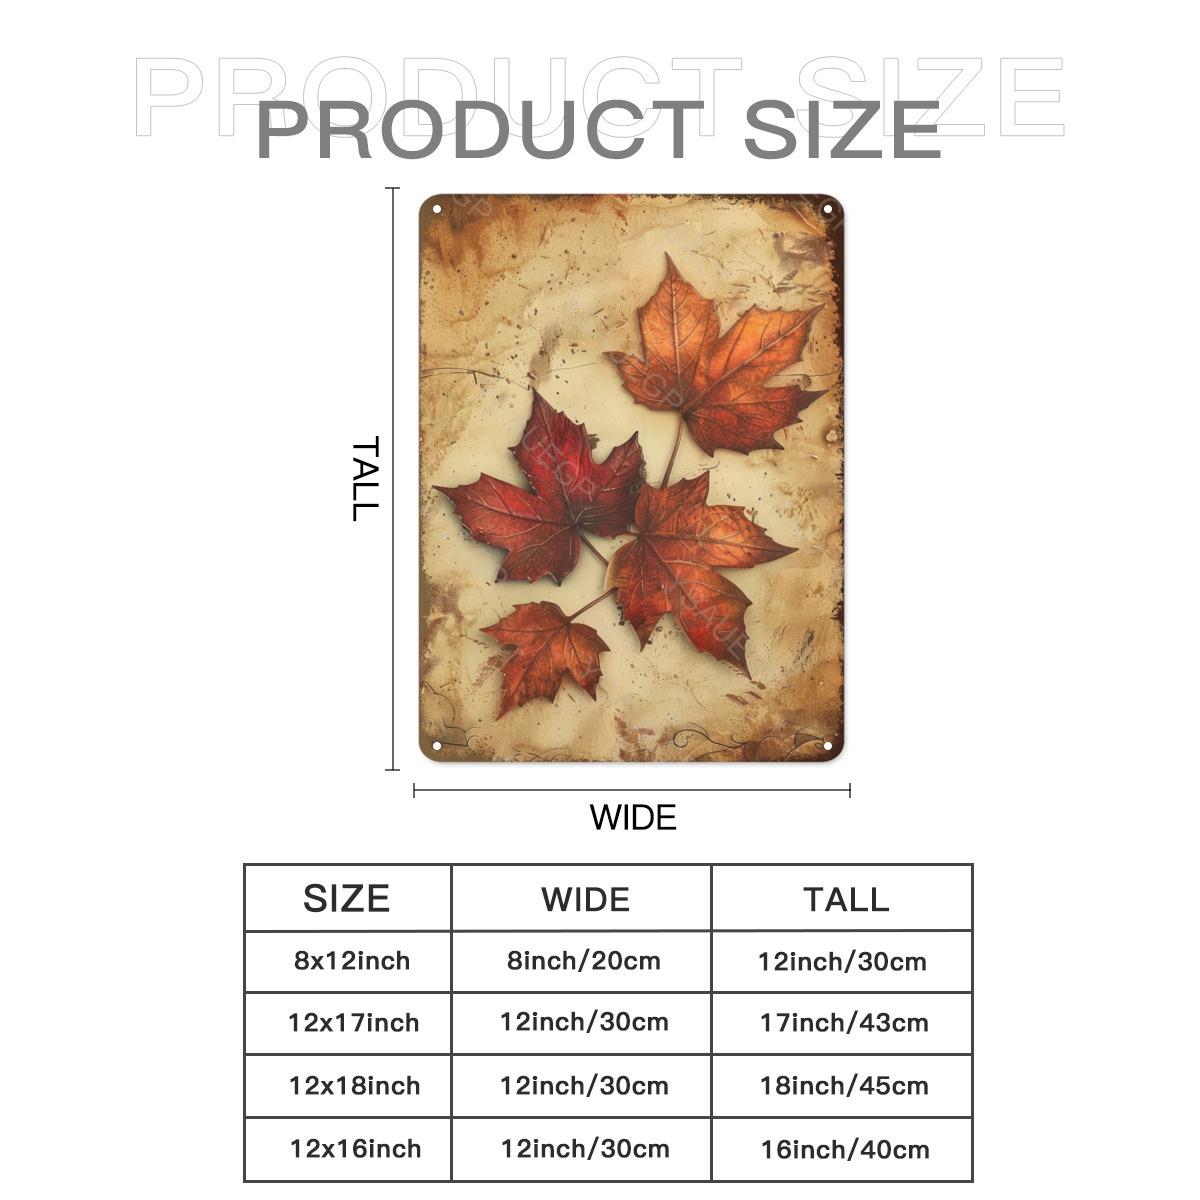 PRODUCT SIZE
PRODUCT SIZE
TALL
WIDE
SIZE WIDE TALL
8x12inch 8inch/20cm 12inch/30cm
12x17inch 12inch/30cm 17inch/43cm
12x18inch 12inch/30cm 18inch/45cm
12x16inch 12inch/30cm 16inch/40cm